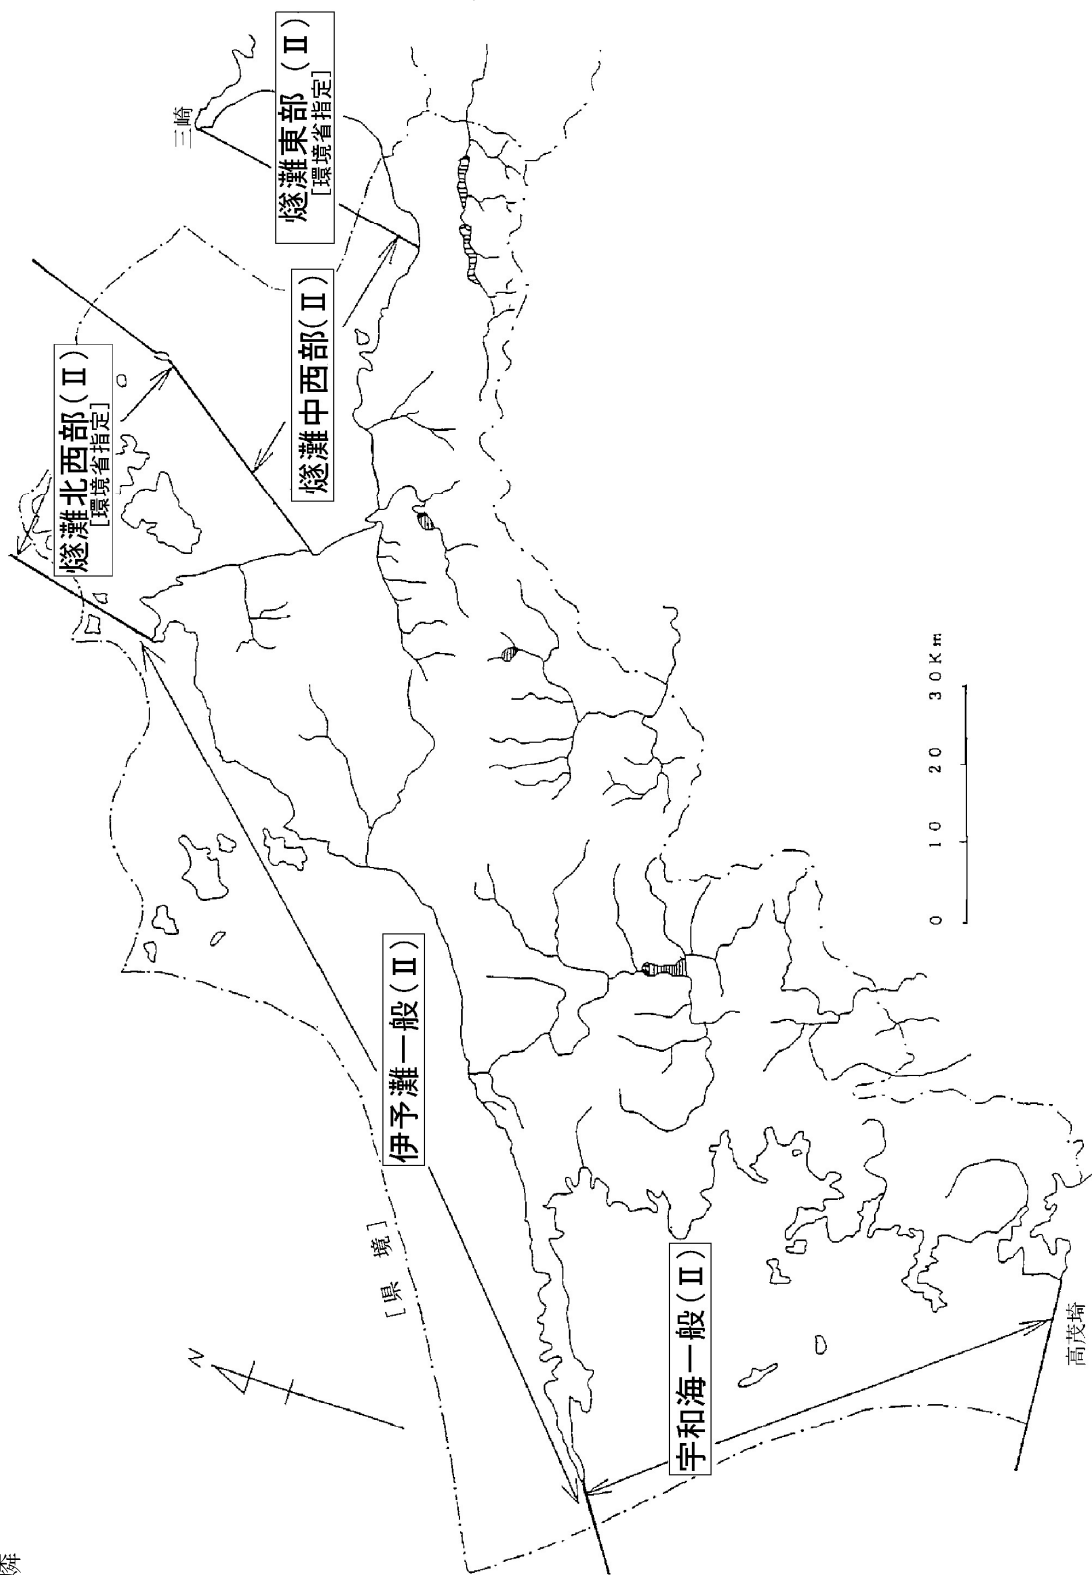 燐
燧灘北西部(Ⅱ)
[環境省指定]
燧灘東部(Ⅱ)
[環境省指定]
三崎
燧灘中西部(Ⅱ)
伊予灘一般(Ⅱ)
[県境]
N
宇和海一般(Ⅱ)
高茂埼
0 10 20 30Km